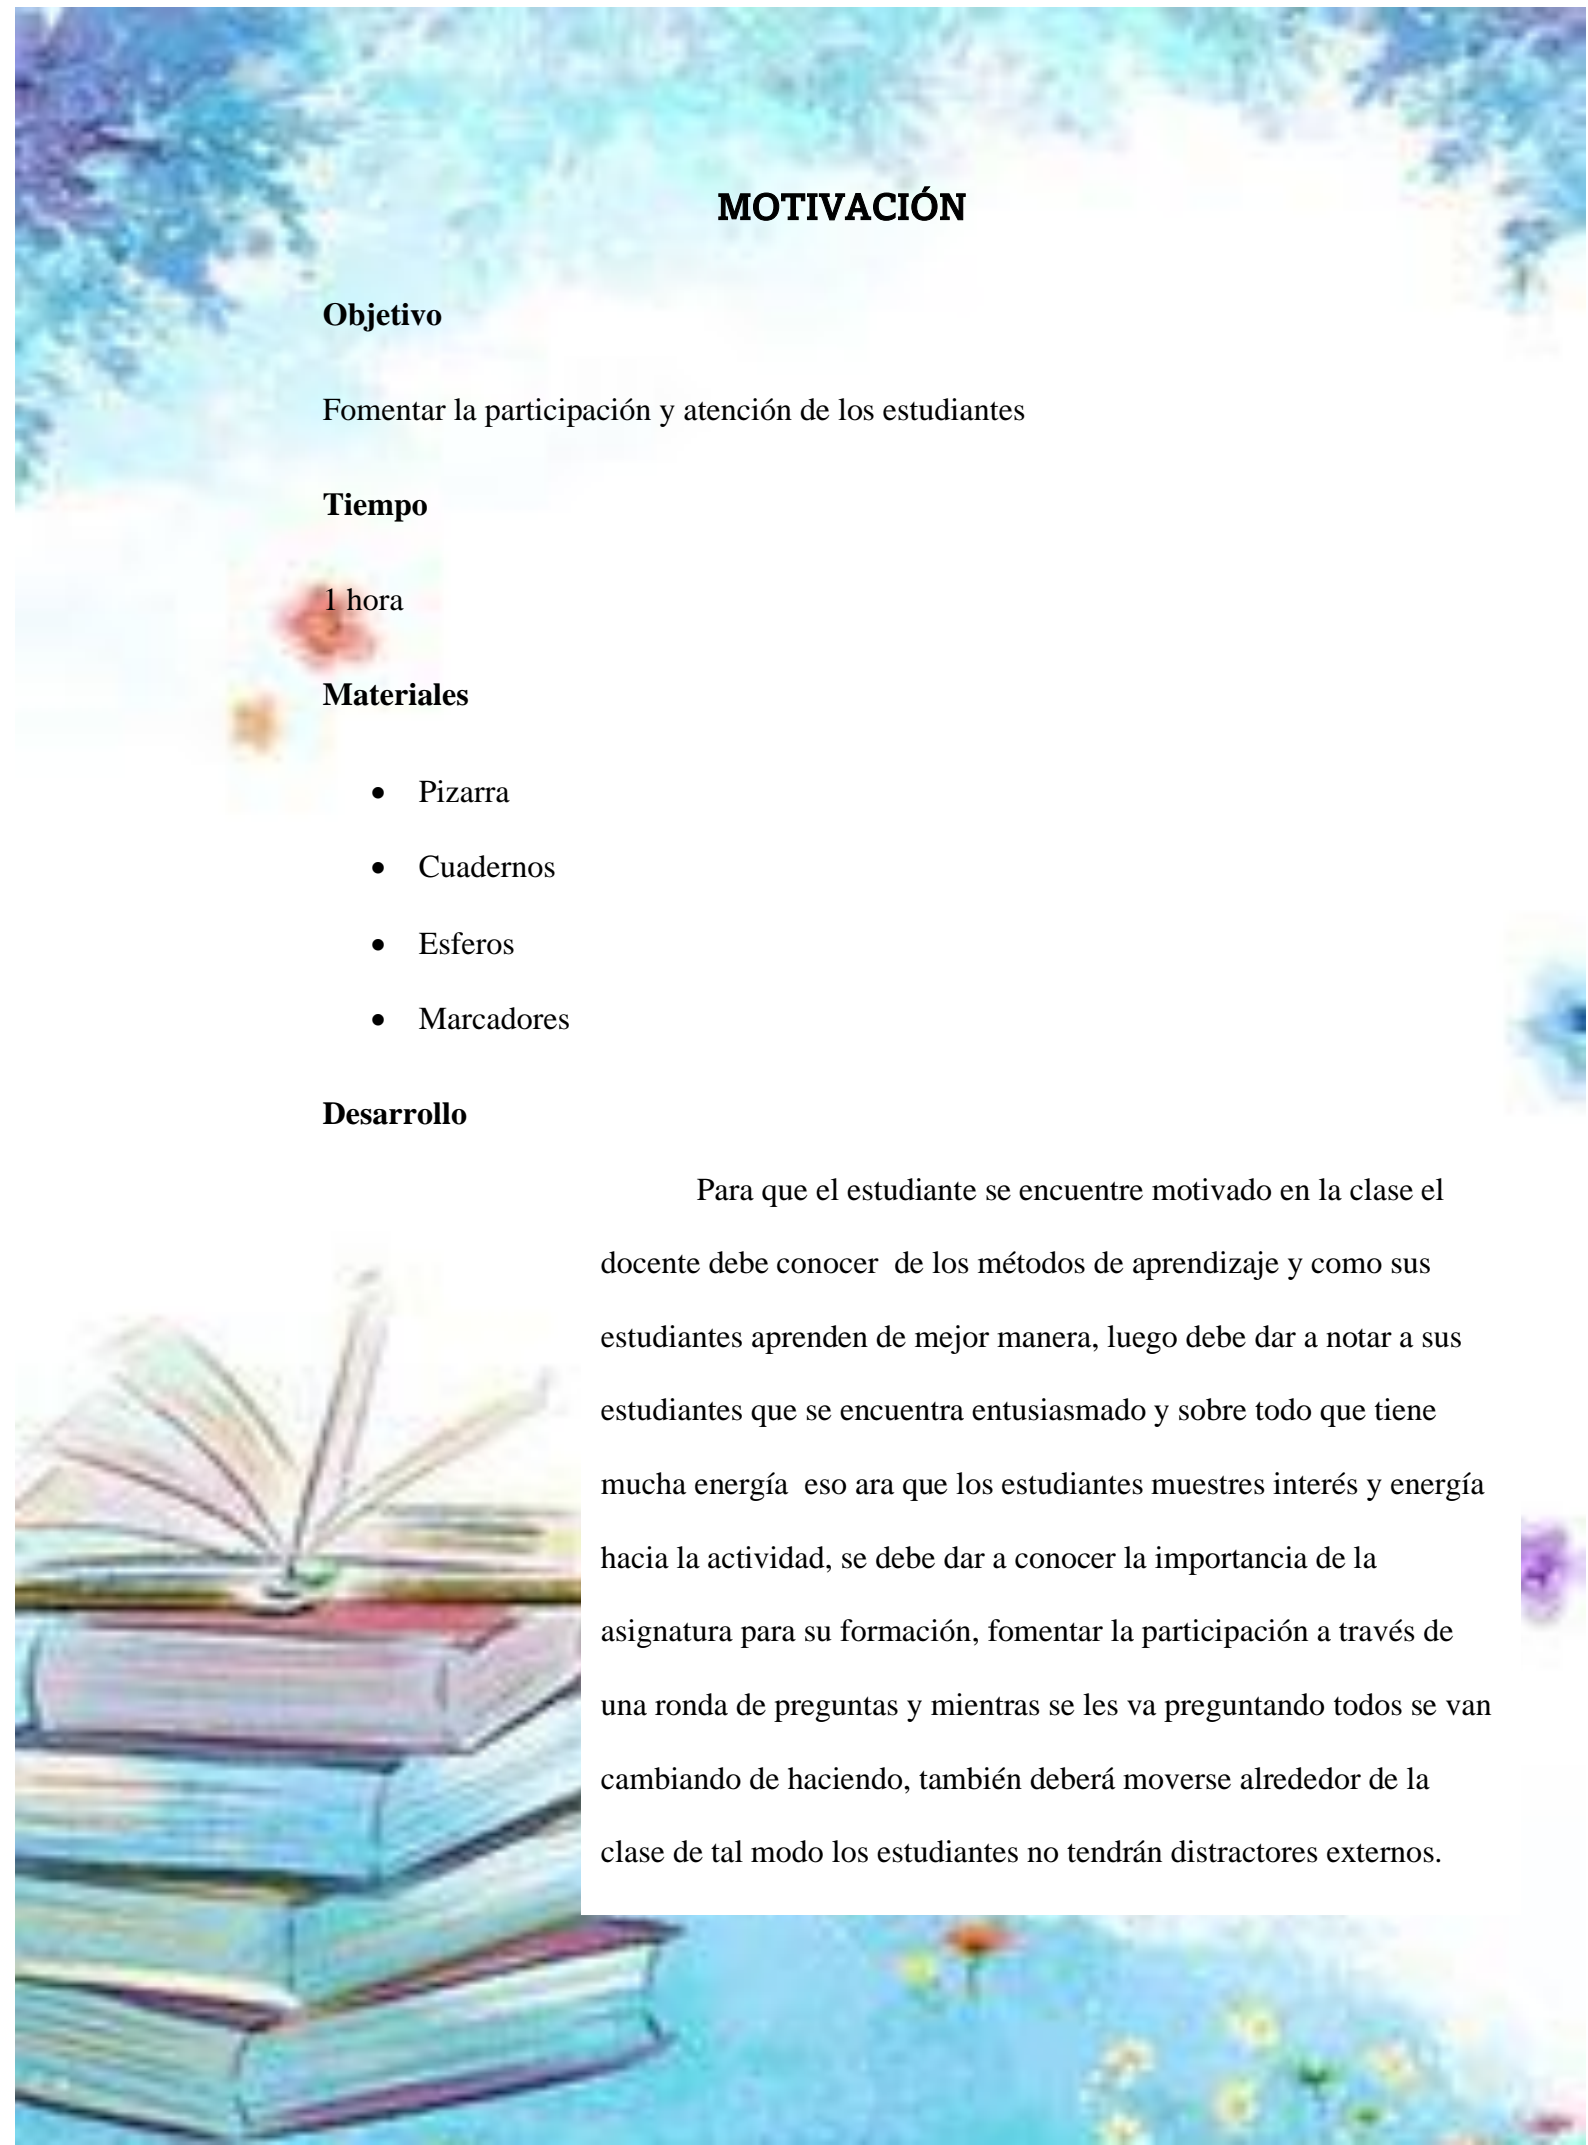 MOTIVACIÓN
Objetivo
Fomentar la participación y atención de los estudiantes
Tiempo
1 hora
Materiales
• Pizarra
• Cuadernos
• Esferos
• Marcadores
Desarrollo
Para que el estudiante se encuentre motivado en la clase el
docente debe conocer  de los métodos de aprendizaje y como sus
estudiantes aprenden de mejor manera, luego debe dar a notar a sus
estudiantes que se encuentra entusiasmado y sobre todo que tiene
mucha energía  eso ara que los estudiantes muestres interés y energía
hacia la actividad, se debe dar a conocer la importancia de la
asignatura para su formación, fomentar la participación a través de
una ronda de preguntas y mientras se les va preguntando todos se van
cambiando de haciendo, también deberá moverse alrededor de la
clase de tal modo los estudiantes no tendrán distractores externos.